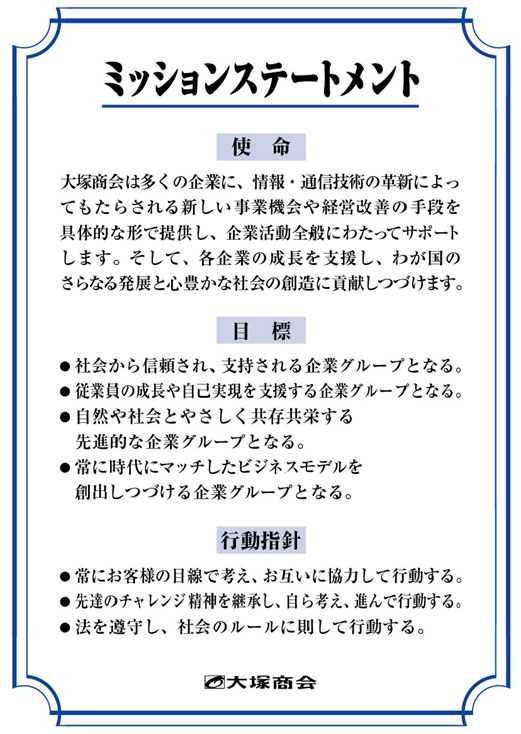 ミッションステートメント
使 命
大塚商会は多くの企業に、情報・通信技術の革新によっ
てもたらされる新しい事業機会や経営改善の手段を
具体的な形で提供し、企業活動全般にわたってサポート
します。そして、各企業の成長を支援し、わが国の
さらなる発展と心豊かな社会の創造に貢献しつづけます。
目 標
●社会から信頼され、支持される企業グループとなる。
●従業員の成長や自己実現を支援する企業グループとなる。
●自然や社会とやさしく共存共栄する
先進的な企業グループとなる。
●常に時代にマッチしたビジネスモデルを
創出しつづける企業グループとなる。
行動指針
●常にお客様の目線で考え、お互いに協力して行動する。
●先達のチャレンジ精神を継承し、自ら考え、進んで行動する。
●法を遵守し、社会のルールに則して行動する。
大塚商会